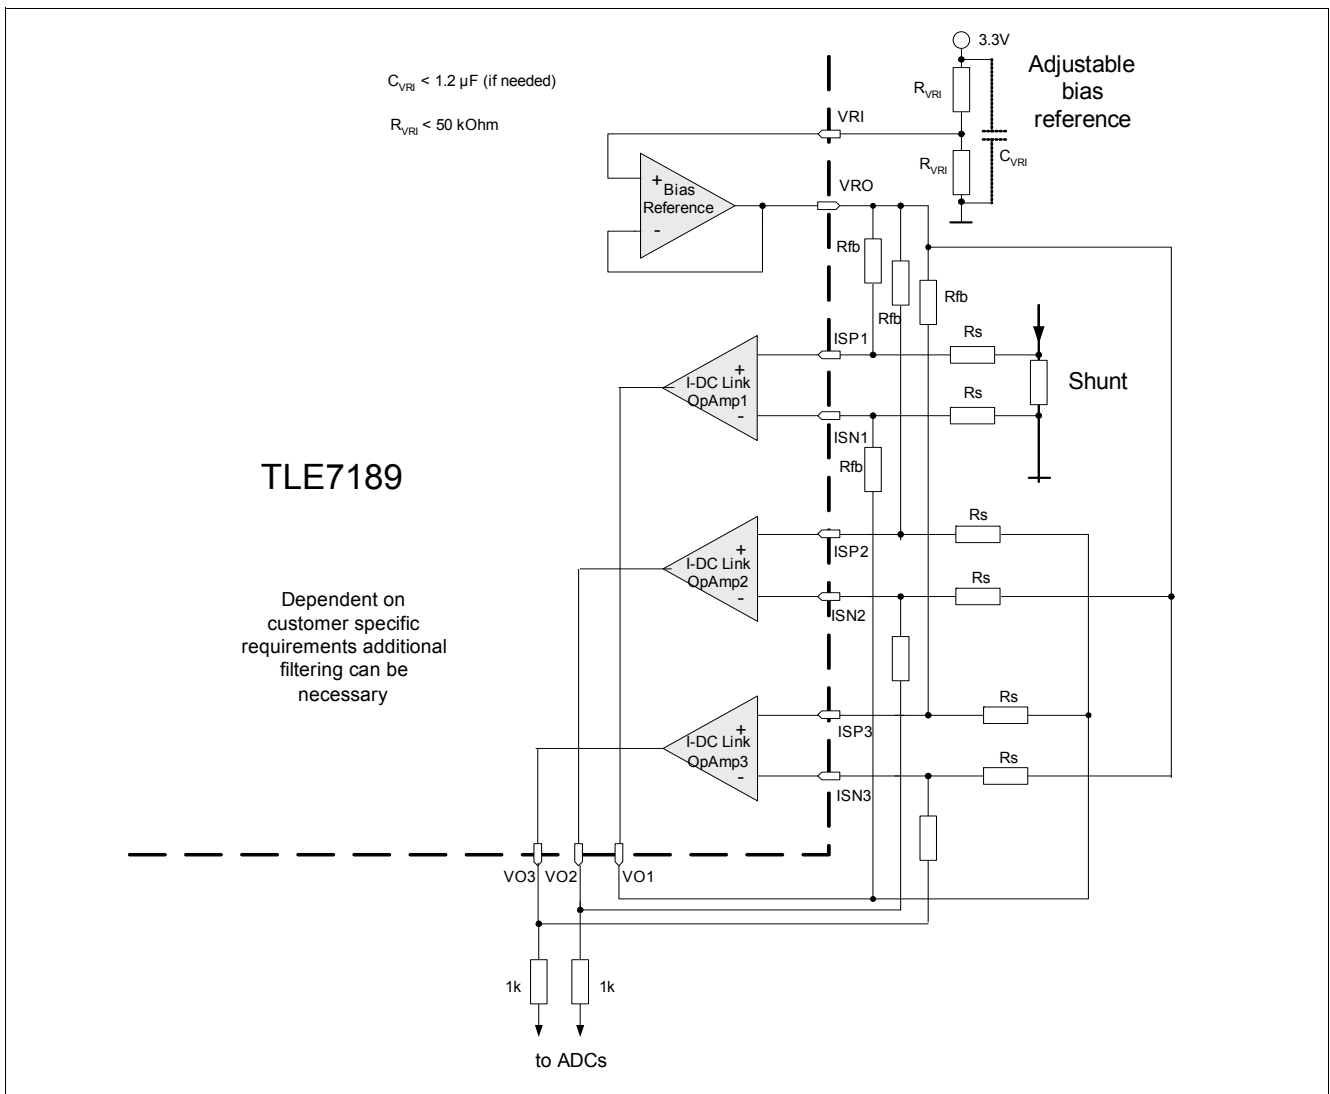 3.3V
Adjustable
bias
reference
C_VRI < 1.2 µF (if needed)
R_VRI
R_VRI < 50 kOhm
VRI
C_VRI
R_VRI
+
Bias
Reference
-
VRO
Rfb
Rfb
Rfb
ISP1
Rs
+
I-DC Link
OpAmp1
-
Shunt
Rs
ISN1
Rfb
TLE7189
Rs
ISP2
+
I-DC Link
OpAmp2
-
Rs
ISN2
Dependent on
customer specific
requirements additional
filtering can be
necessary
Rs
ISP3
+
I-DC Link
OpAmp3
-
Rs
ISN3
VO3
VO2
VO1
1k
1k
to ADCs